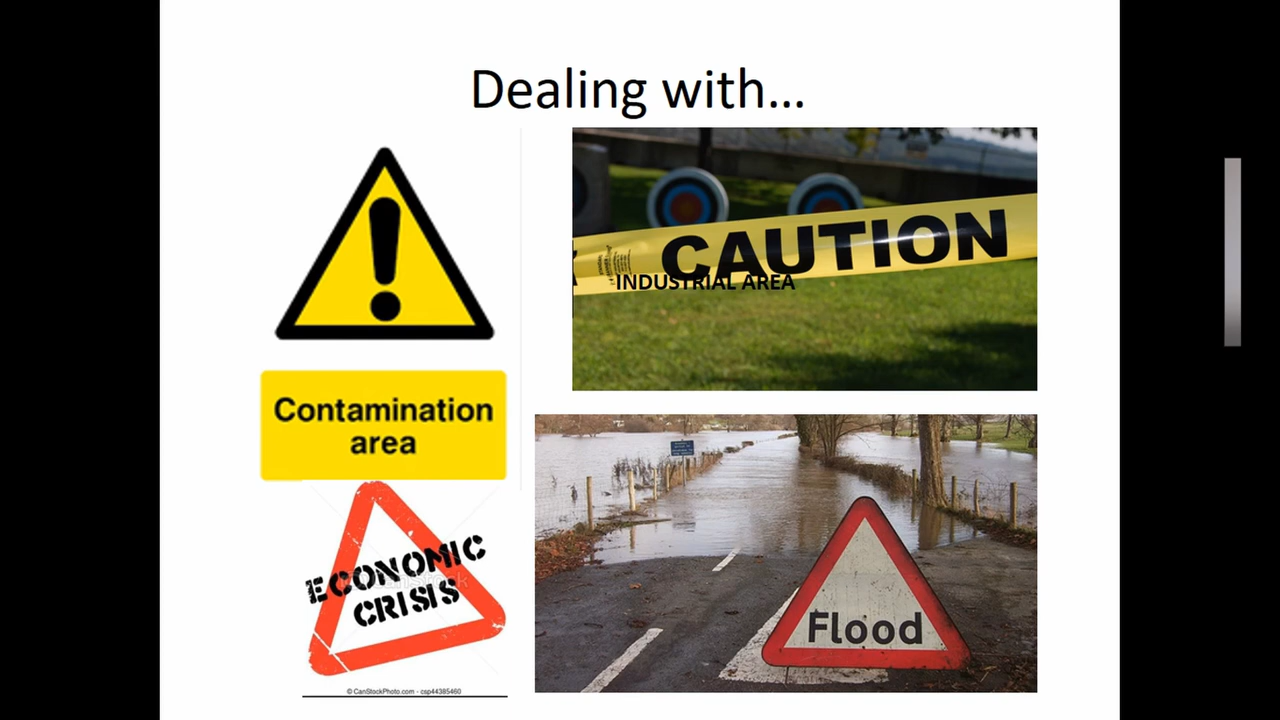 Dealing with...
CAUTION
INDUSTRIAL AREA
Contamination
area
ECONOMIC
CRISIS
© CanStockPhoto.com - csp44385460
Flood